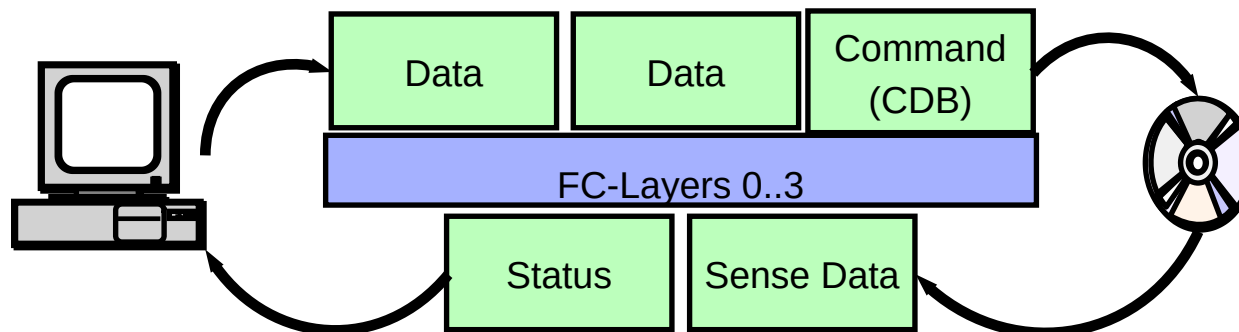 Data
Data
Command
(CDB)
FC-Layers 0..3
Status
Sense Data